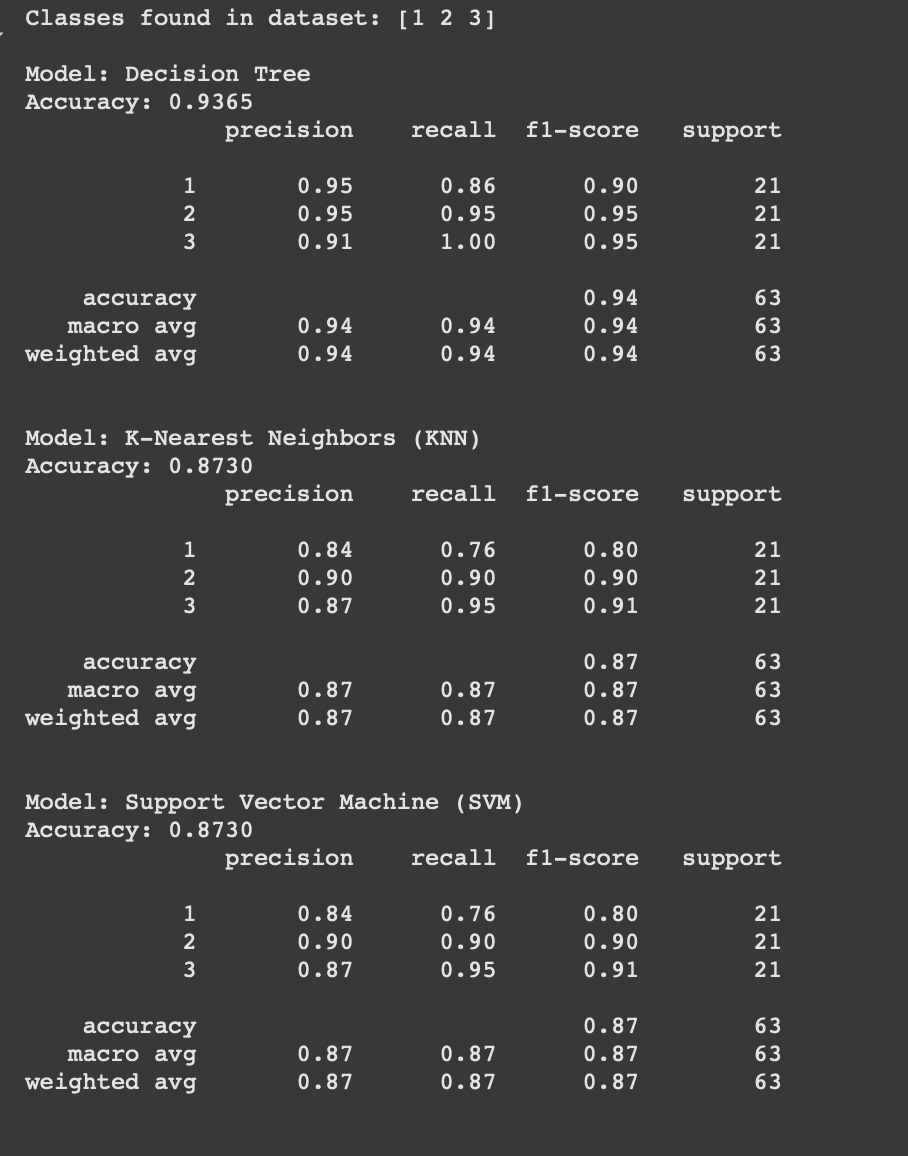 Classes found in dataset: [1 2 3]
Model: Decision Tree
Accuracy: 0.9365
precision recall f1-score support
1 0.95 0.86 0.90 21
2 0.95 0.95 0.95 21
3 0.91 1.00 0.95 21
accuracy 0.94 63
macro avg 0.94 0.94 0.94 63
weighted avg 0.94 0.94 0.94 63
Model: K-Nearest Neighbors (KNN)
Accuracy: 0.8730
precision recall f1-score support
1 0.84 0.76 0.80 21
2 0.90 0.90 0.90 21
3 0.87 0.95 0.91 21
accuracy 0.87 63
macro avg 0.87 0.87 0.87 63
weighted avg 0.87 0.87 0.87 63
Model: Support Vector Machine (SVM)
Accuracy: 0.8730
precision recall f1-score support
1 0.84 0.76 0.80 21
2 0.90 0.90 0.90 21
3 0.87 0.95 0.91 21
accuracy 0.87 63
macro avg 0.87 0.87 0.87 63
weighted avg 0.87 0.87 0.87 63